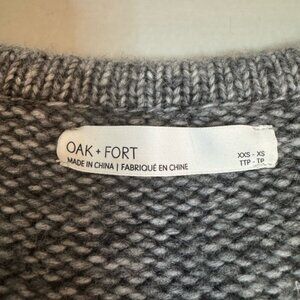 OAK + FORT
MADE IN CHINA | FABRIQUÉ EN CHINE
XXS - XS
TTP - TP